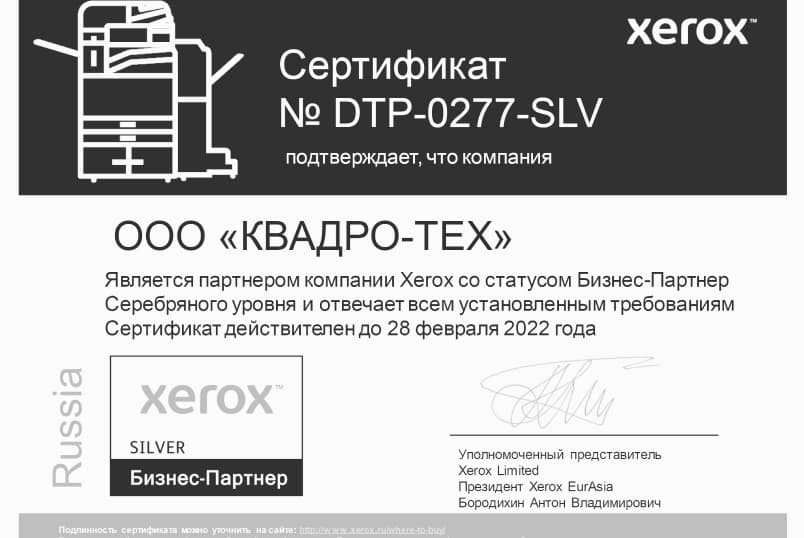 xerox™
Сертификат
№ DTP-0277-SLV
подтверждает, что компания
ООО «КВАДРО-ТЕХ»
Является партнером компании Xerox со статусом Бизнес-Партнер
Серебряного уровня и отвечает всем установленным требованиям
Сертификат действителен до 28 февраля 2022 года
Russia
xerox™
SILVER
Бизнес-Партнер
Уполномоченный представитель
Xerox Limited
Президент Xerox EurAsia
Бородихин Антон Владимирович
Подлинность сертификата можно уточнить на сайте: http://www.xerox.ru/where-to-buy/